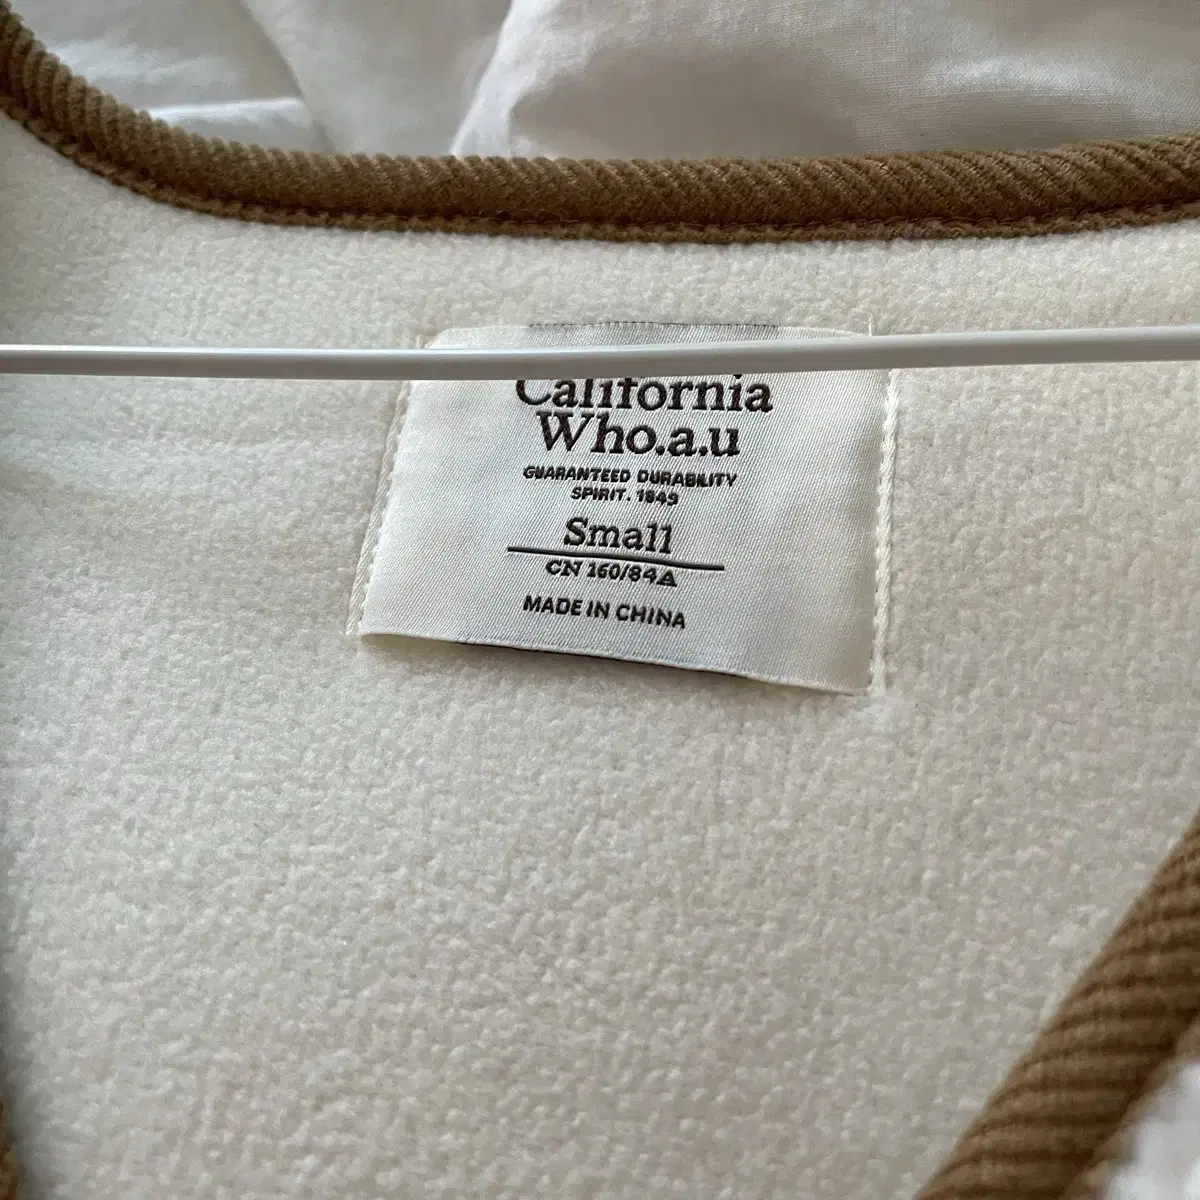 California
Who.a.u
GUARANTEED DURABILITY
SPIRIT. 1849
Small
CN 160/84A
MADE IN CHINA